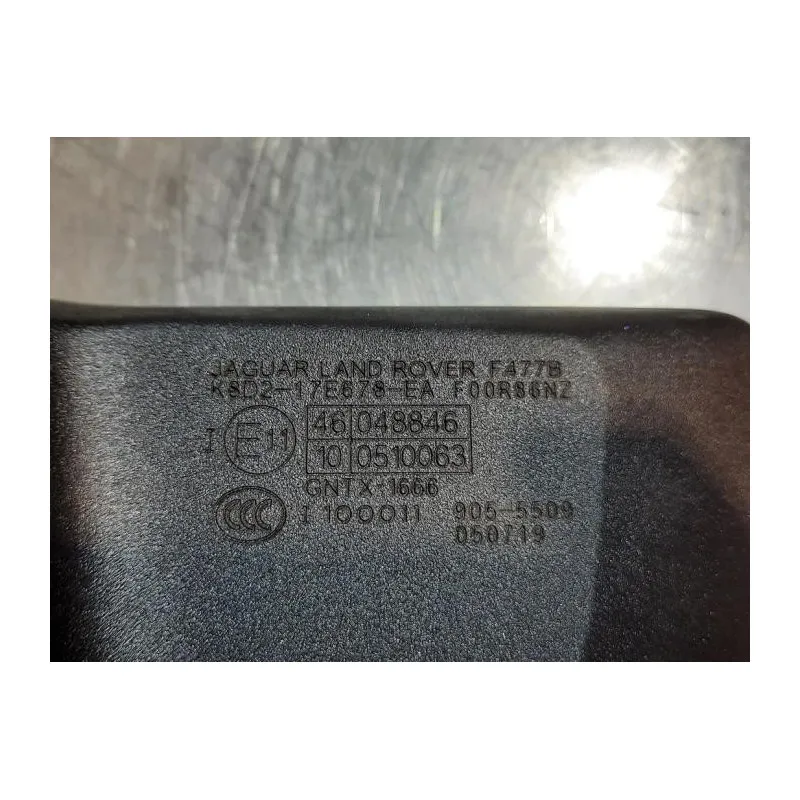 JAGUAR LAND ROVER F477B
K8D2-17E678-EA F00R86NZ
I E11 46 048846
10 0510063
GNTX-1666
CCC I 100011 905-5509
050719